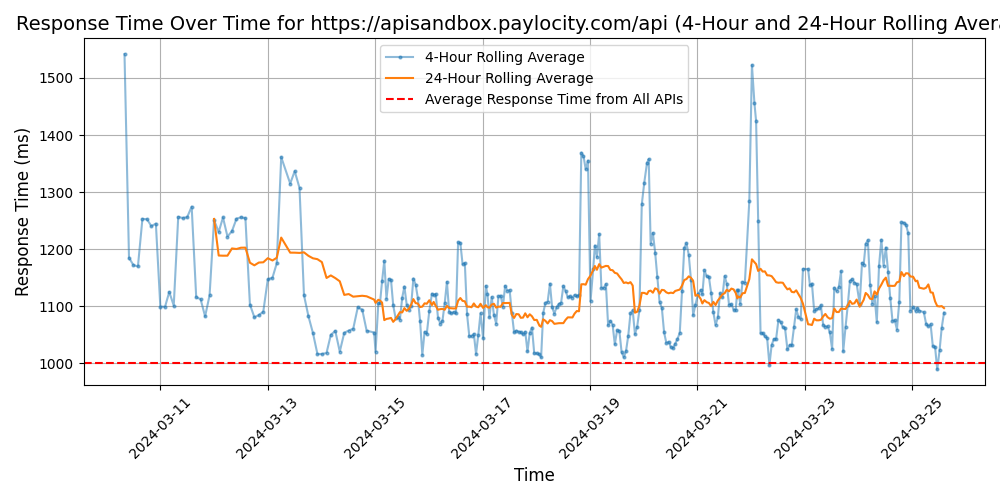 Response Time Over Time for https://apisandbox.paylocity.com/api (4-Hour and 24-Hour Rolling Avera
4-Hour Rolling Average
24-Hour Rolling Average
Average Response Time from All APIs
Response Time (ms)
1500
1400
1300
1200
1100
1000
2024-03-11
2024-03-13
2024-03-15
2024-03-17
2024-03-19
2024-03-21
2024-03-23
2024-03-25
Time